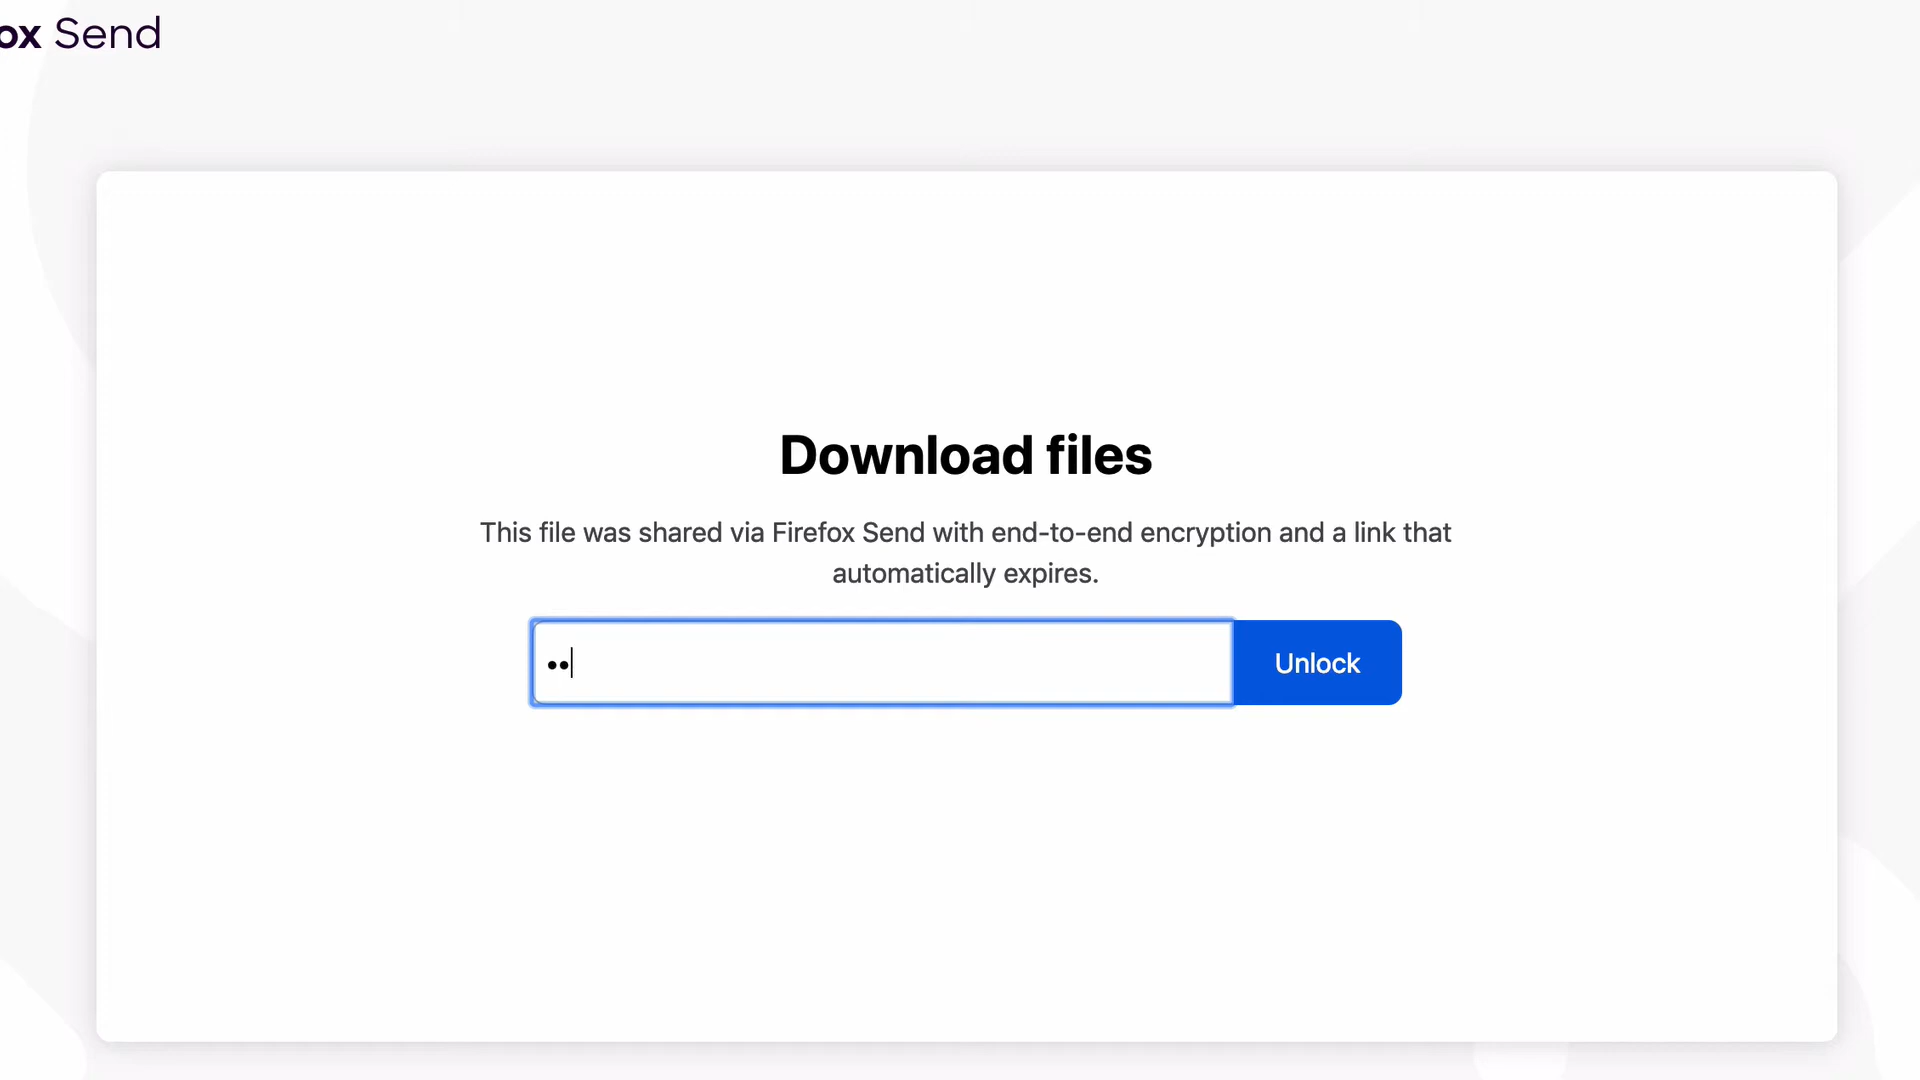 ox Send
Download files
This file was shared via Firefox Send with end-to-end encryption and a link that
automatically expires.
••
Unlock